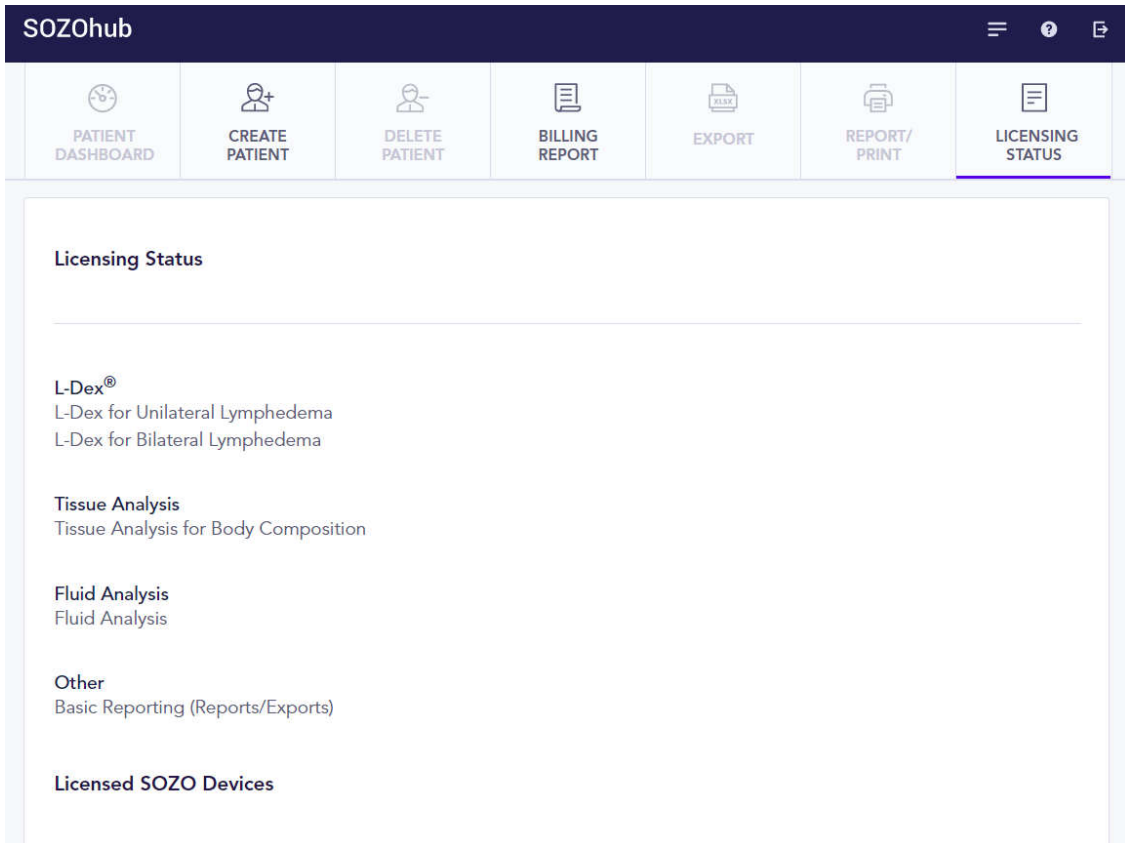 SOZOhub
PATIENT
DASHBOARD
CREATE
PATIENT
DELETE
PATIENT
BILLING
REPORT
XLSX
EXPORT
REPORT/
PRINT
LICENSING
STATUS
Licensing Status
L-Dex®
L-Dex for Unilateral Lymphedema
L-Dex for Bilateral Lymphedema
Tissue Analysis
Tissue Analysis for Body Composition
Fluid Analysis
Fluid Analysis
Other
Basic Reporting (Reports/Exports)
Licensed SOZO Devices